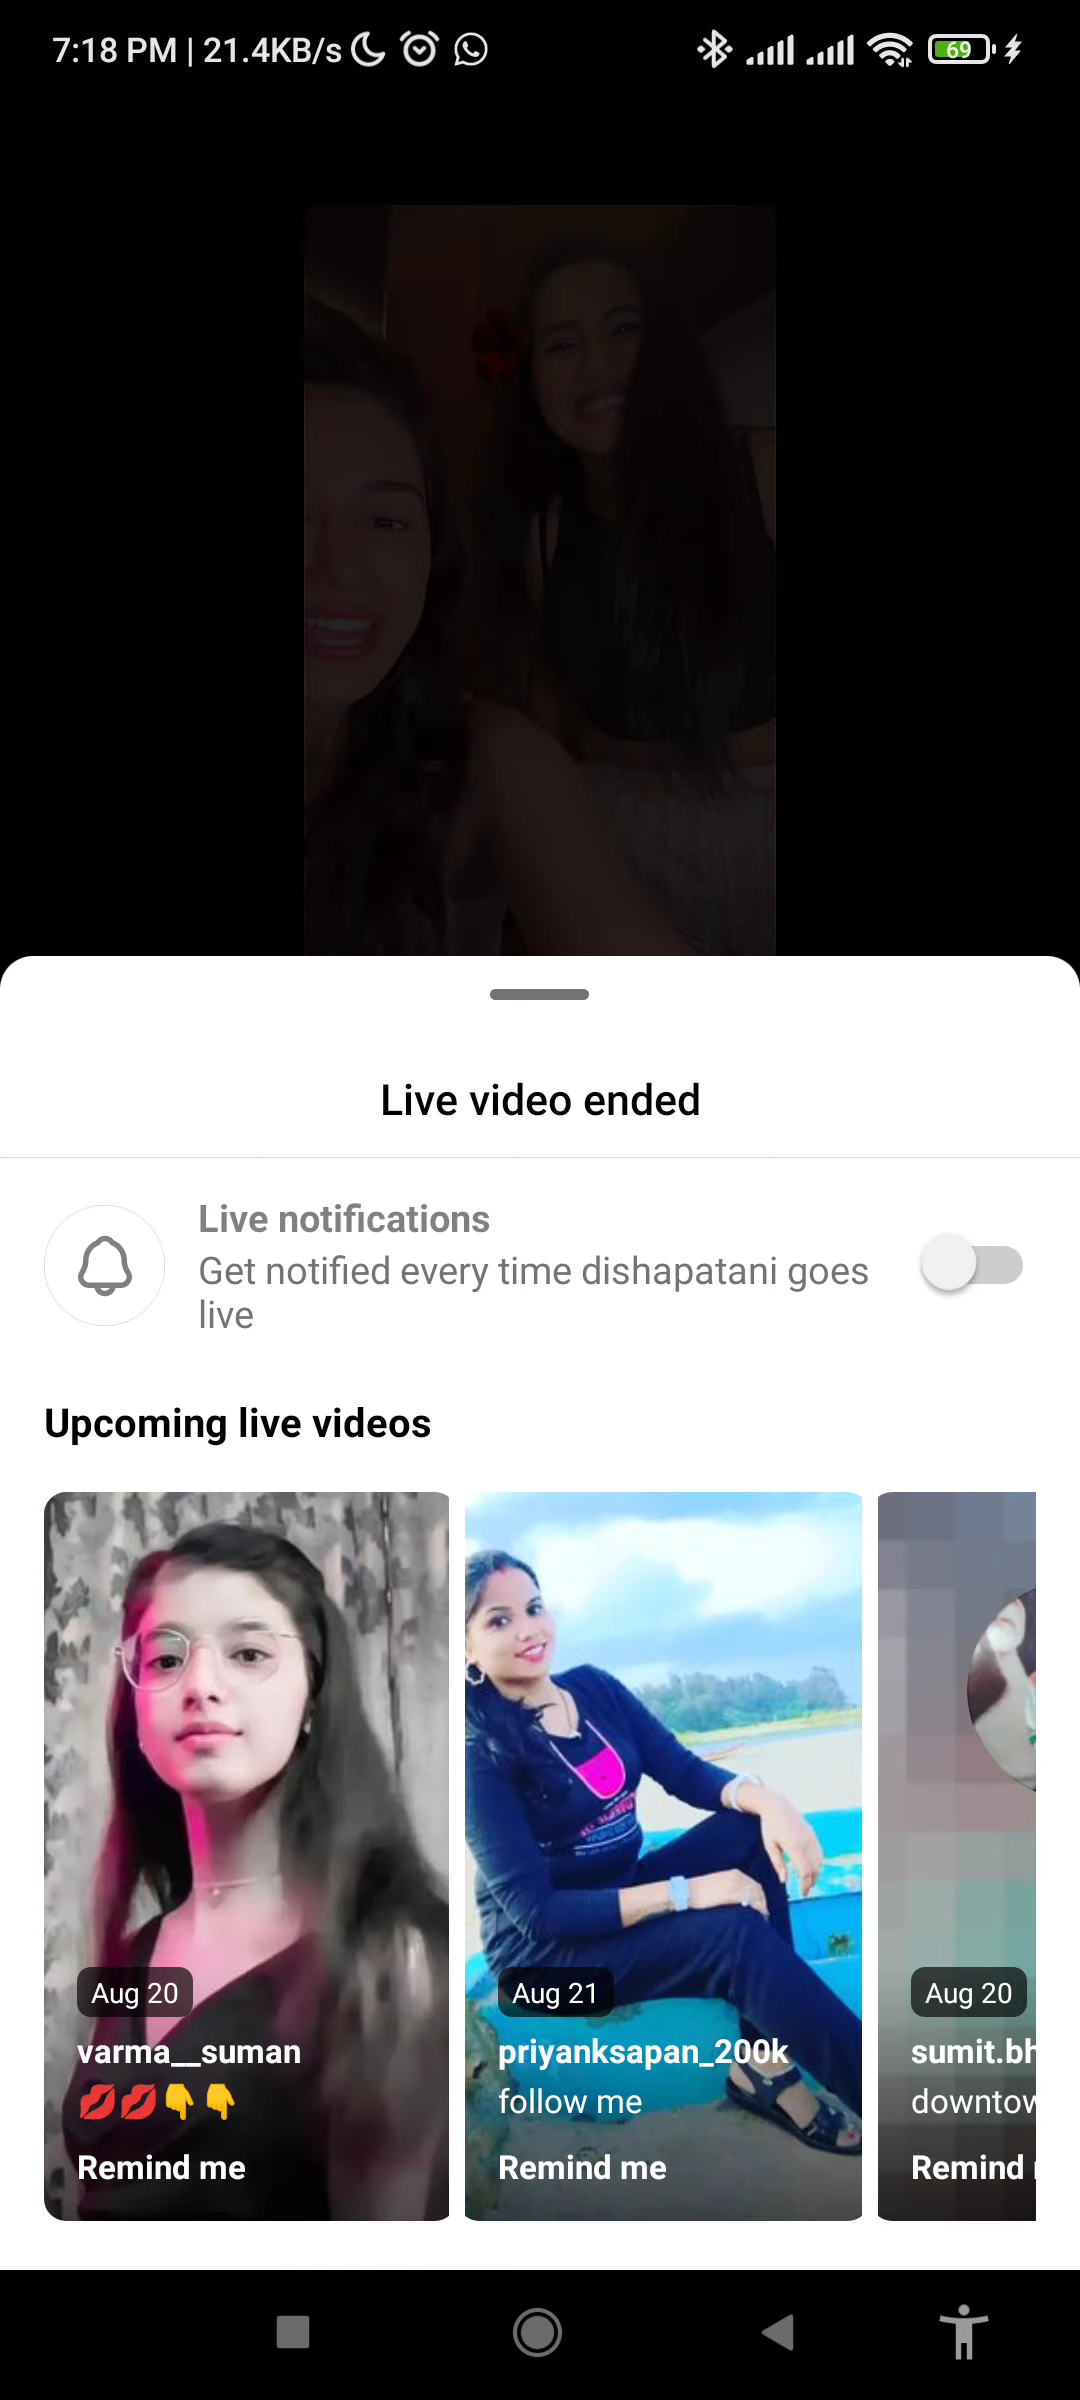 7:18 PM | 21.4KB/s
69
Live video ended
Live notifications
Get notified every time dishapatani goes
live
Upcoming live videos
Aug 20
varma__suman
💋💋👇👇
Remind me
Aug 21
priyanksapan_200k
follow me
Remind me
Aug 20
sumit.bh
downtow
Remind